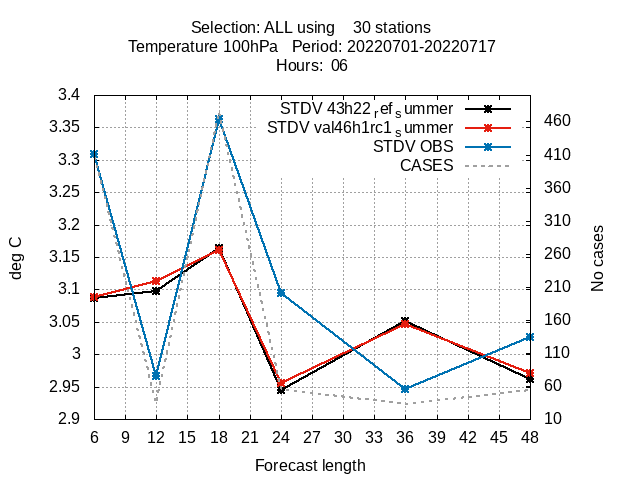 Selection: ALL using    30 stations
Temperature 100hPa   Period: 20220701-20220717
Hours:  06
STDV 43h22 ref summer
STDV val46h1rc1 summer
STDV OBS
CASES
3.4
3.35
3.3
3.25
3.2
3.15
3.1
3.05
3
2.95
2.9
460
410
360
310
260
210
160
110
60
10
deg C
No cases
6 9 12 15 18 21 24 27 30 33 36 39 42 45 48
Forecast length